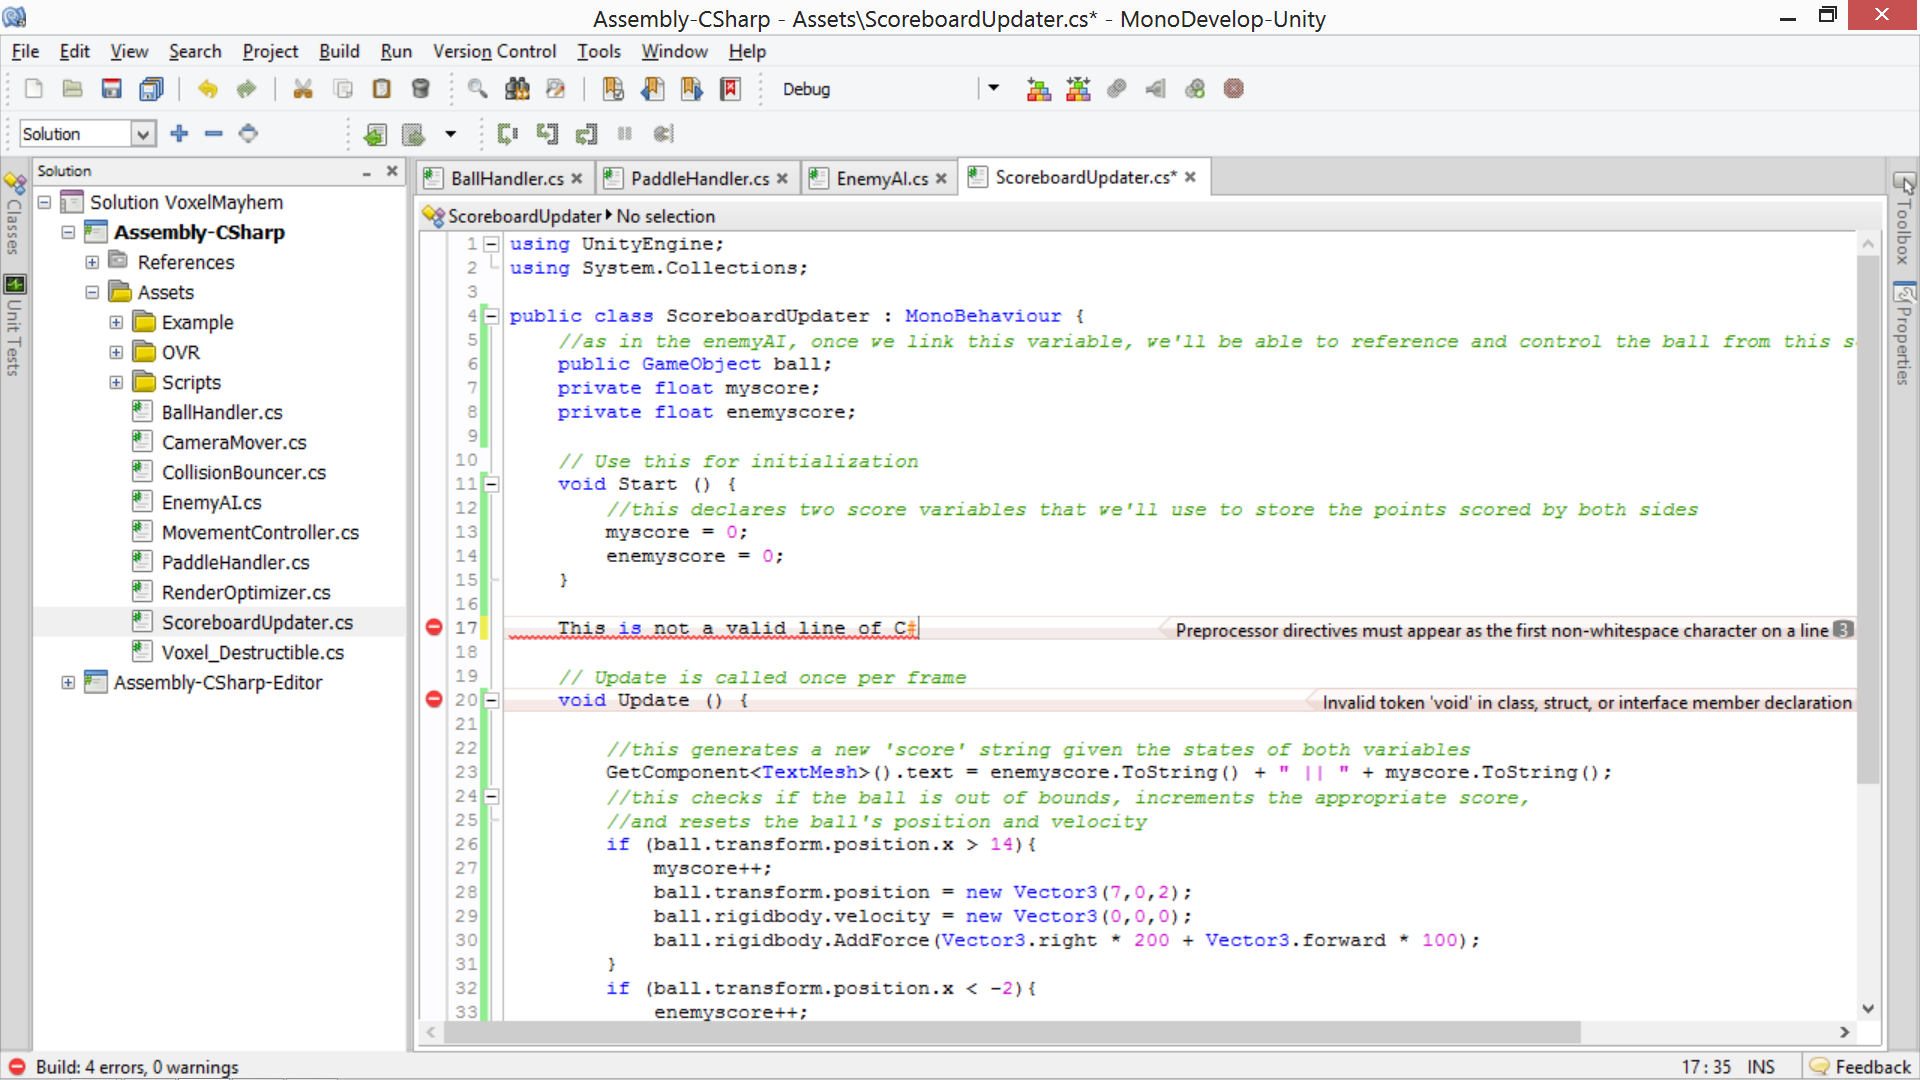 Assembly-CSharp - Assets\ScoreboardUpdater.cs* - MonoDevelop-Unity
File Edit View Search Project Build Run Version Control Tools Window Help
Debug
Solution
Solution
Solution VoxelMayhem
Assembly-CSharp
References
Assets
Example
OVR
Scripts
BallHandler.cs
CameraMover.cs
CollisionBouncer.cs
EnemyAI.cs
MovementController.cs
PaddleHandler.cs
RenderOptimizer.cs
ScoreboardUpdater.cs
Voxel_Destructible.cs
Assembly-CSharp-Editor
Classes
Unit Tests
BallHandler.cs PaddleHandler.cs EnemyAI.cs ScoreboardUpdater.cs*
ScoreboardUpdater No selection
1 using UnityEngine;
2 using System.Collections;
3
4 public class ScoreboardUpdater : MonoBehaviour {
5 //as in the enemyAI, once we link this variable, we'll be able to reference and control the ball from this s
6 public GameObject ball;
7 private float myscore;
8 private float enemyscore;
9
10 // Use this for initialization
11 void Start () {
12 //this declares two score variables that we'll use to store the points scored by both sides
13 myscore = 0;
14 enemyscore = 0;
15 }
16
17 This is not a valid line of C# Preprocessor directives must appear as the first non-whitespace character on a line 3
18
19 // Update is called once per frame
20 void Update () { Invalid token 'void' in class, struct, or interface member declaration
21
22 //this generates a new 'score' string given the states of both variables
23 GetComponent<TextMesh>().text = enemyscore.ToString() + " || " + myscore.ToString();
24 //this checks if the ball is out of bounds, increments the appropriate score,
25 //and resets the ball's position and velocity
26 if (ball.transform.position.x > 14){
27 myscore++;
28 ball.transform.position = new Vector3(7,0,2);
29 ball.rigidbody.velocity = new Vector3(0,0,0);
30 ball.rigidbody.AddForce(Vector3.right * 200 + Vector3.forward * 100);
31 }
32 if (ball.transform.position.x < -2){
33 enemyscore++;
Toolbox
Properties
Build: 4 errors, 0 warnings
17 : 35 INS Feedback